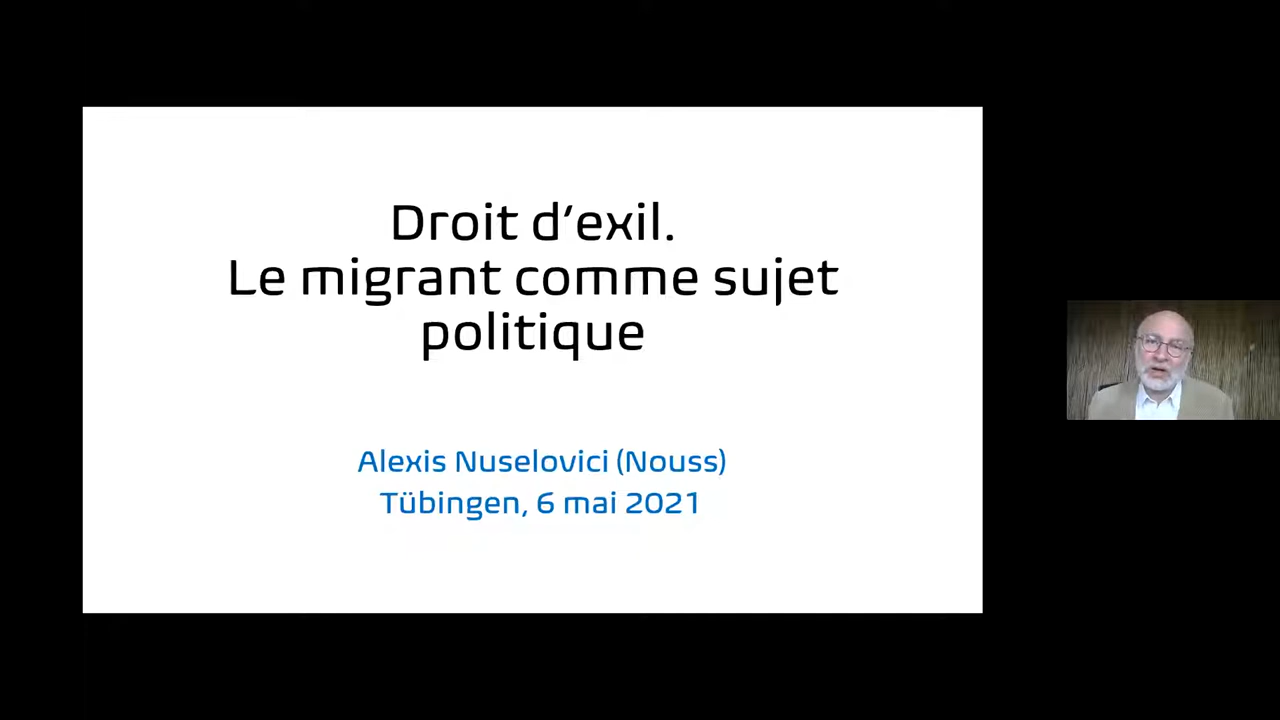 Droit d’exil.
Le migrant comme sujet
politique
Alexis Nuselovici (Nouss)
Tübingen, 6 mai 2021